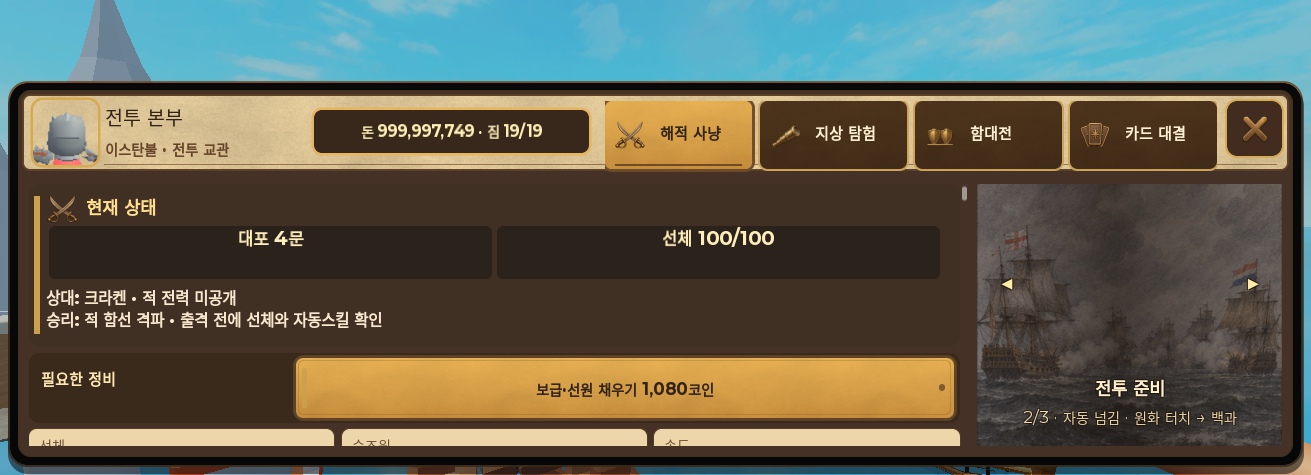 전투 본부
이스탄불 • 전투 교관
돈 999,997,749 · 짐 19/19
해적 사냥
지상 탐험
함대전
카드 대결
현재 상태
대포 4문
선체 100/100
상대: 크라켄 • 적 전력 미공개
승리: 적 함선 격파 • 출격 전에 선체와 자동스킬 확인
필요한 정비
보급·선원 채우기 1,080코인
전투 준비
2/3 · 자동 넘김 · 원화 터치 → 백과
선체
속도